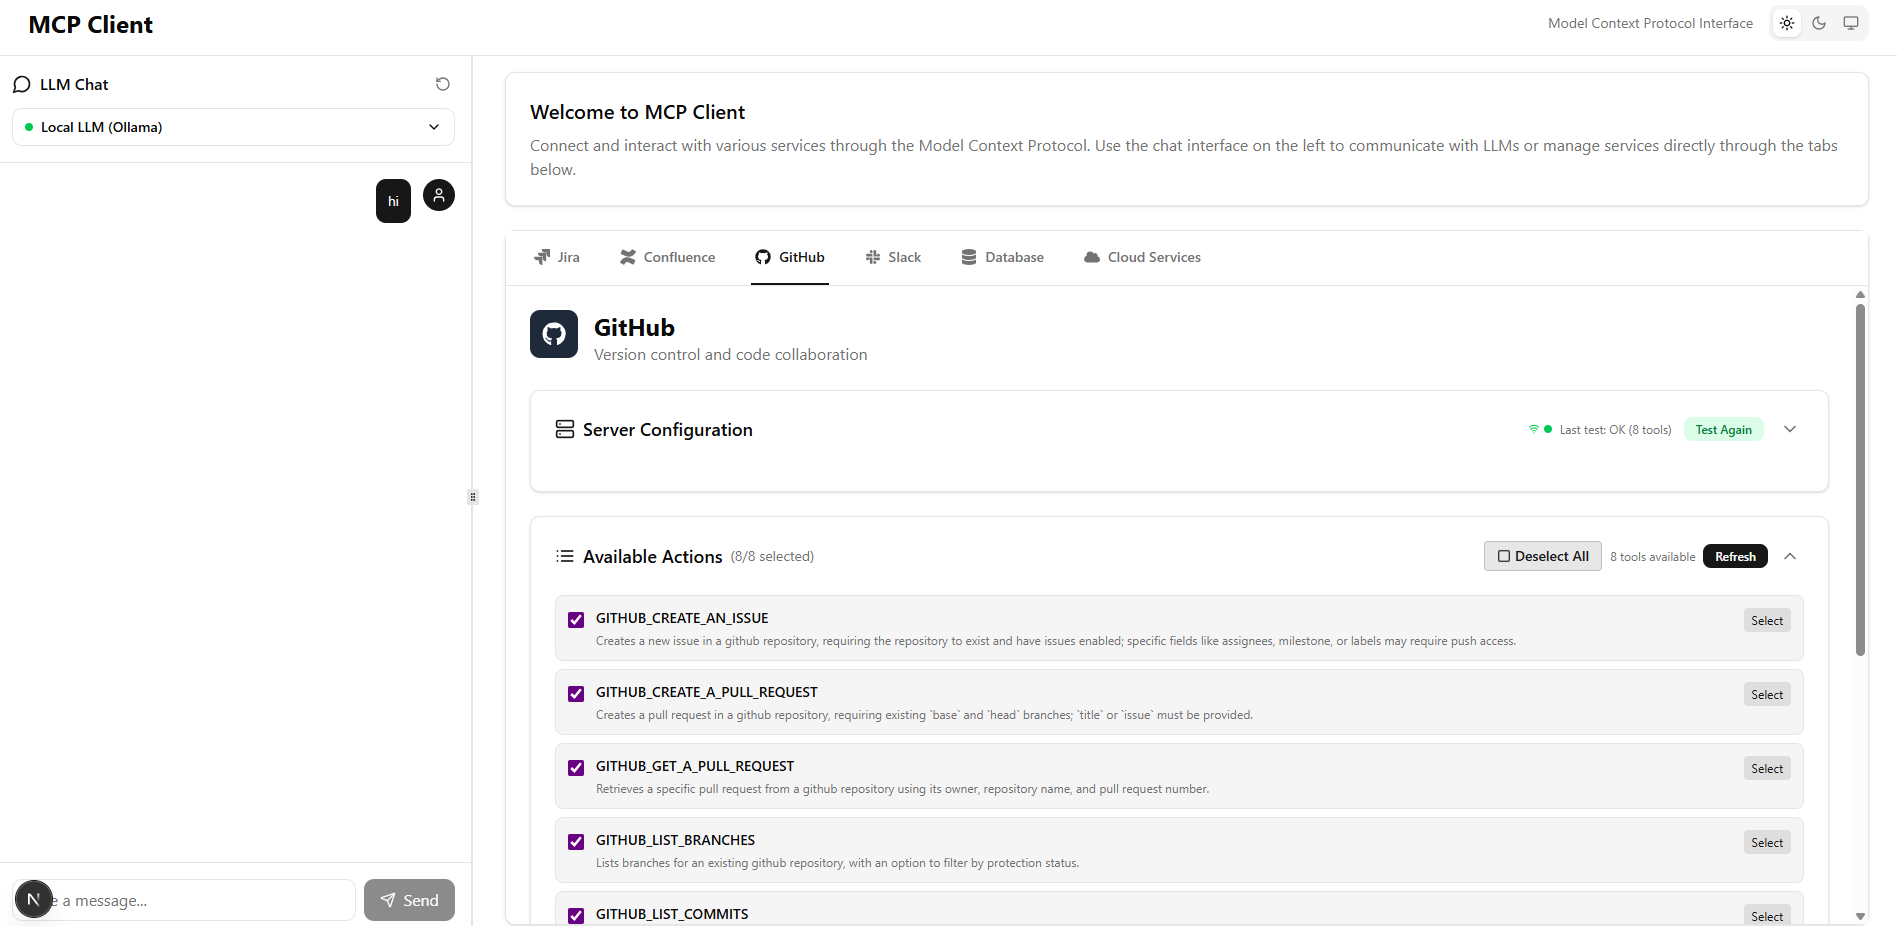 MCP Client
Model Context Protocol Interface
LLM Chat
Local LLM (Ollama)
hi
N
e a message...
Send
Welcome to MCP Client
Connect and interact with various services through the Model Context Protocol. Use the chat interface on the left to communicate with LLMs or manage services directly through the tabs
below.
Jira
Confluence
GitHub
Slack
Database
Cloud Services
GitHub
Version control and code collaboration
Server Configuration
Last test: OK (8 tools)
Test Again
Available Actions (8/8 selected)
Deselect All
8 tools available
Refresh
GITHUB_CREATE_AN_ISSUE
Select
Creates a new issue in a github repository, requiring the repository to exist and have issues enabled; specific fields like assignees, milestone, or labels may require push access.
GITHUB_CREATE_A_PULL_REQUEST
Select
Creates a pull request in a github repository, requiring existing `base` and `head` branches; `title` or `issue` must be provided.
GITHUB_GET_A_PULL_REQUEST
Select
Retrieves a specific pull request from a github repository using its owner, repository name, and pull request number.
GITHUB_LIST_BRANCHES
Select
Lists branches for an existing github repository, with an option to filter by protection status.
GITHUB_LIST_COMMITS
Select